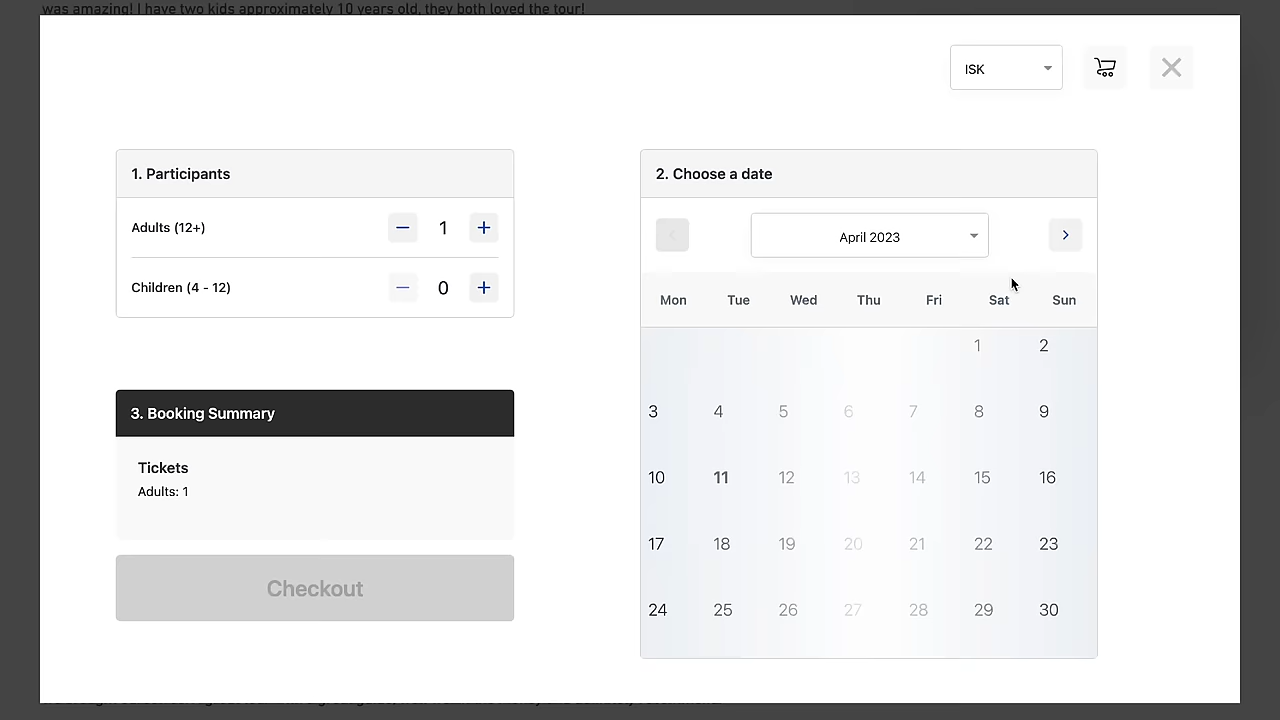 was amazing! I have two kids approximately 10 years old, they both loved the tour!
ISK
1. Participants
Adults (12+)
1
Children (4 - 12)
0
3. Booking Summary
Tickets
Adults: 1
Checkout
2. Choose a date
April 2023
Mon Tue Wed Thu Fri Sat Sun
1 2
3 4 5 6 7 8 9
10 11 12 13 14 15 16
17 18 19 20 21 22 23
24 25 26 27 28 29 30